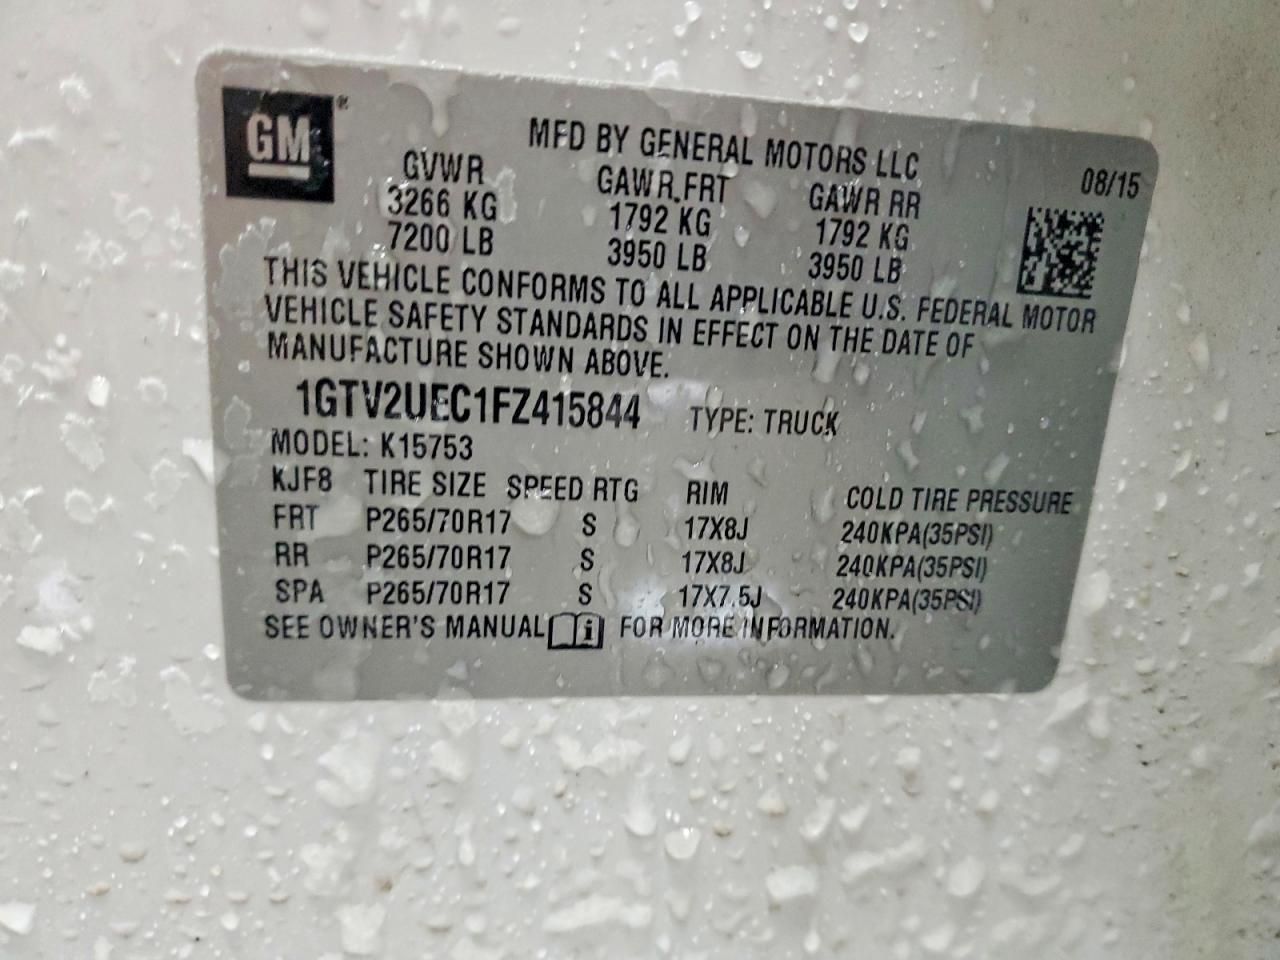 GM®
MFD BY GENERAL MOTORS LLC
08/15
GVWR GAWR FRT GAWR RR
3266 KG 1792 KG 1792 KG
7200 LB 3950 LB 3950 LB
THIS VEHICLE CONFORMS TO ALL APPLICABLE U.S. FEDERAL MOTOR
VEHICLE SAFETY STANDARDS IN EFFECT ON THE DATE OF
MANUFACTURE SHOWN ABOVE.
1GTV2UEC1FZ415844 TYPE: TRUCK
MODEL: K15753
KJF8 TIRE SIZE SPEED RTG RIM COLD TIRE PRESSURE
FRT P265/70R17 S 17X8J 240KPA(35PSI)
RR P265/70R17 S 17X8J 240KPA(35PSI)
SPA P265/70R17 S 17X7.5J 240KPA(35PSI)
SEE OWNER'S MANUAL i FOR MORE INFORMATION.